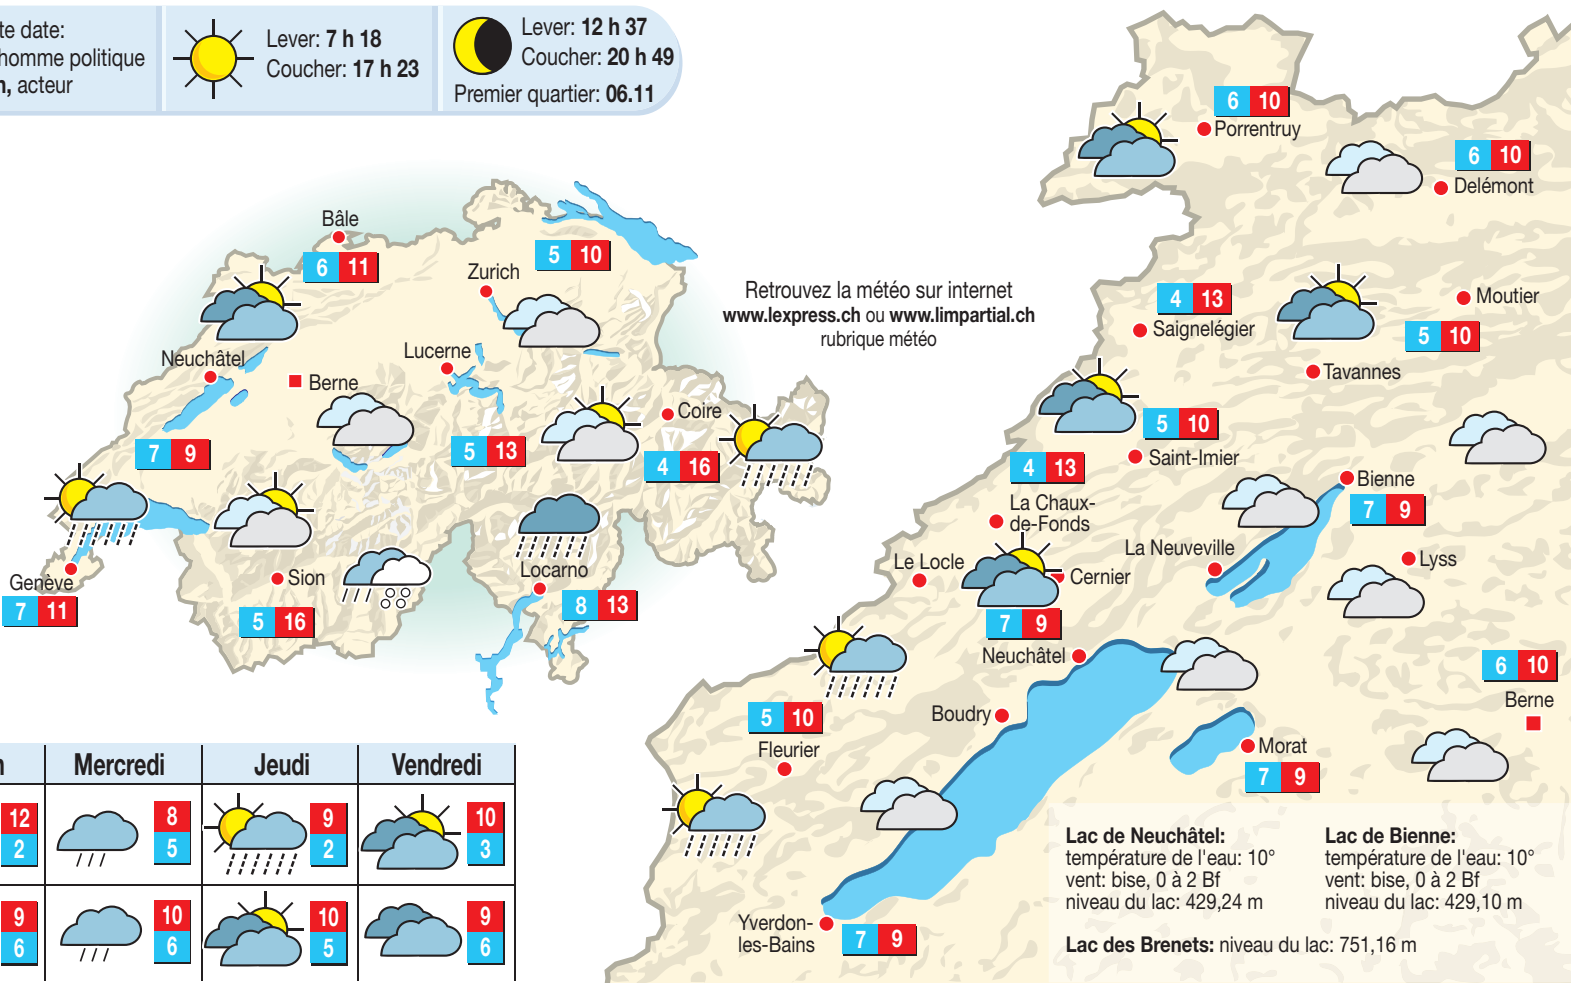 te date:
homme politique
n, acteur
Lever: 7 h 18
Coucher: 17 h 23
Lever: 12 h 37
Coucher: 20 h 49
Premier quartier: 06.11
Bâle
6 11
5 10
Zurich
Neuchâtel
Lucerne
Berne
Coire
7 9
5 13
4 16
Genève
7 11
Sion
5 16
Locarno
8 13
Retrouvez la météo sur internet
www.lexpress.ch ou www.limpartial.ch
rubrique météo
6 10
Porrentruy
6 10
Delémont
4 13
Saignelégier
Moutier
5 10
Tavannes
5 10
Saint-Imier
4 13
La Chaux-
de-Fonds
Bienne
7 9
La Neuveville
Lyss
Le Locle
Cernier
7 9
Neuchâtel
6 10
Berne
5 10
Fleurier
Boudry
Morat
7 9
Yverdon-
les-Bains
7 9
n Mercredi Jeudi Vendredi
12 8 9 10
2 5 2 3
9 10 10 9
6 6 5 6
Lac de Neuchâtel:
température de l'eau: 10°
vent: bise, 0 à 2 Bf
niveau du lac: 429,24 m
Lac de Bienne:
température de l'eau: 10°
vent: bise, 0 à 2 Bf
niveau du lac: 429,10 m
Lac des Brenets: niveau du lac: 751,16 m